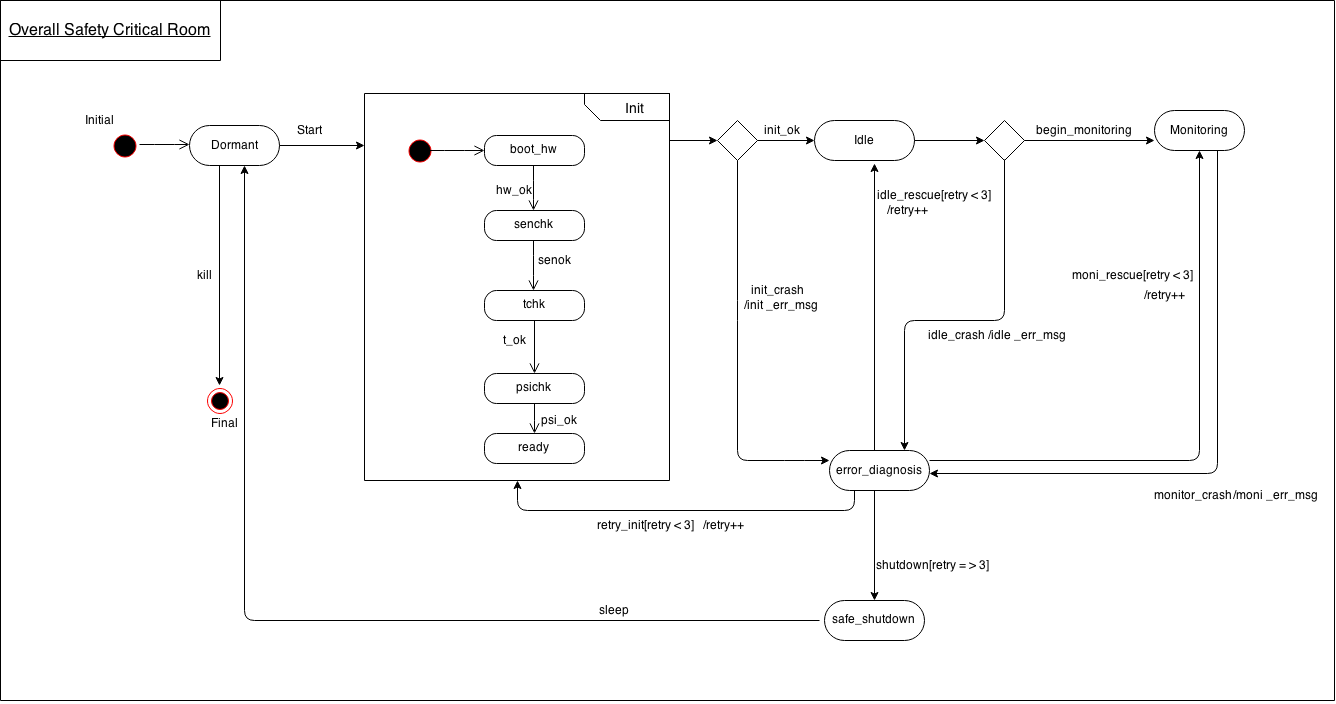 Overall Safety Critical Room
Initial
Dormant
Start
Init
boot_hw
hw_ok
senchk
senok
tchk
t_ok
psichk
psi_ok
ready
init_ok
Idle
begin_monitoring
Monitoring
kill
Final
idle_rescue[retry < 3]
/retry++
init_crash
/init _err_msg
idle_crash /idle _err_msg
moni_rescue[retry < 3]
/retry++
error_diagnosis
monitor_crash/moni _err_msg
retry_init[retry < 3] /retry++
shutdown[retry = > 3]
sleep
safe_shutdown